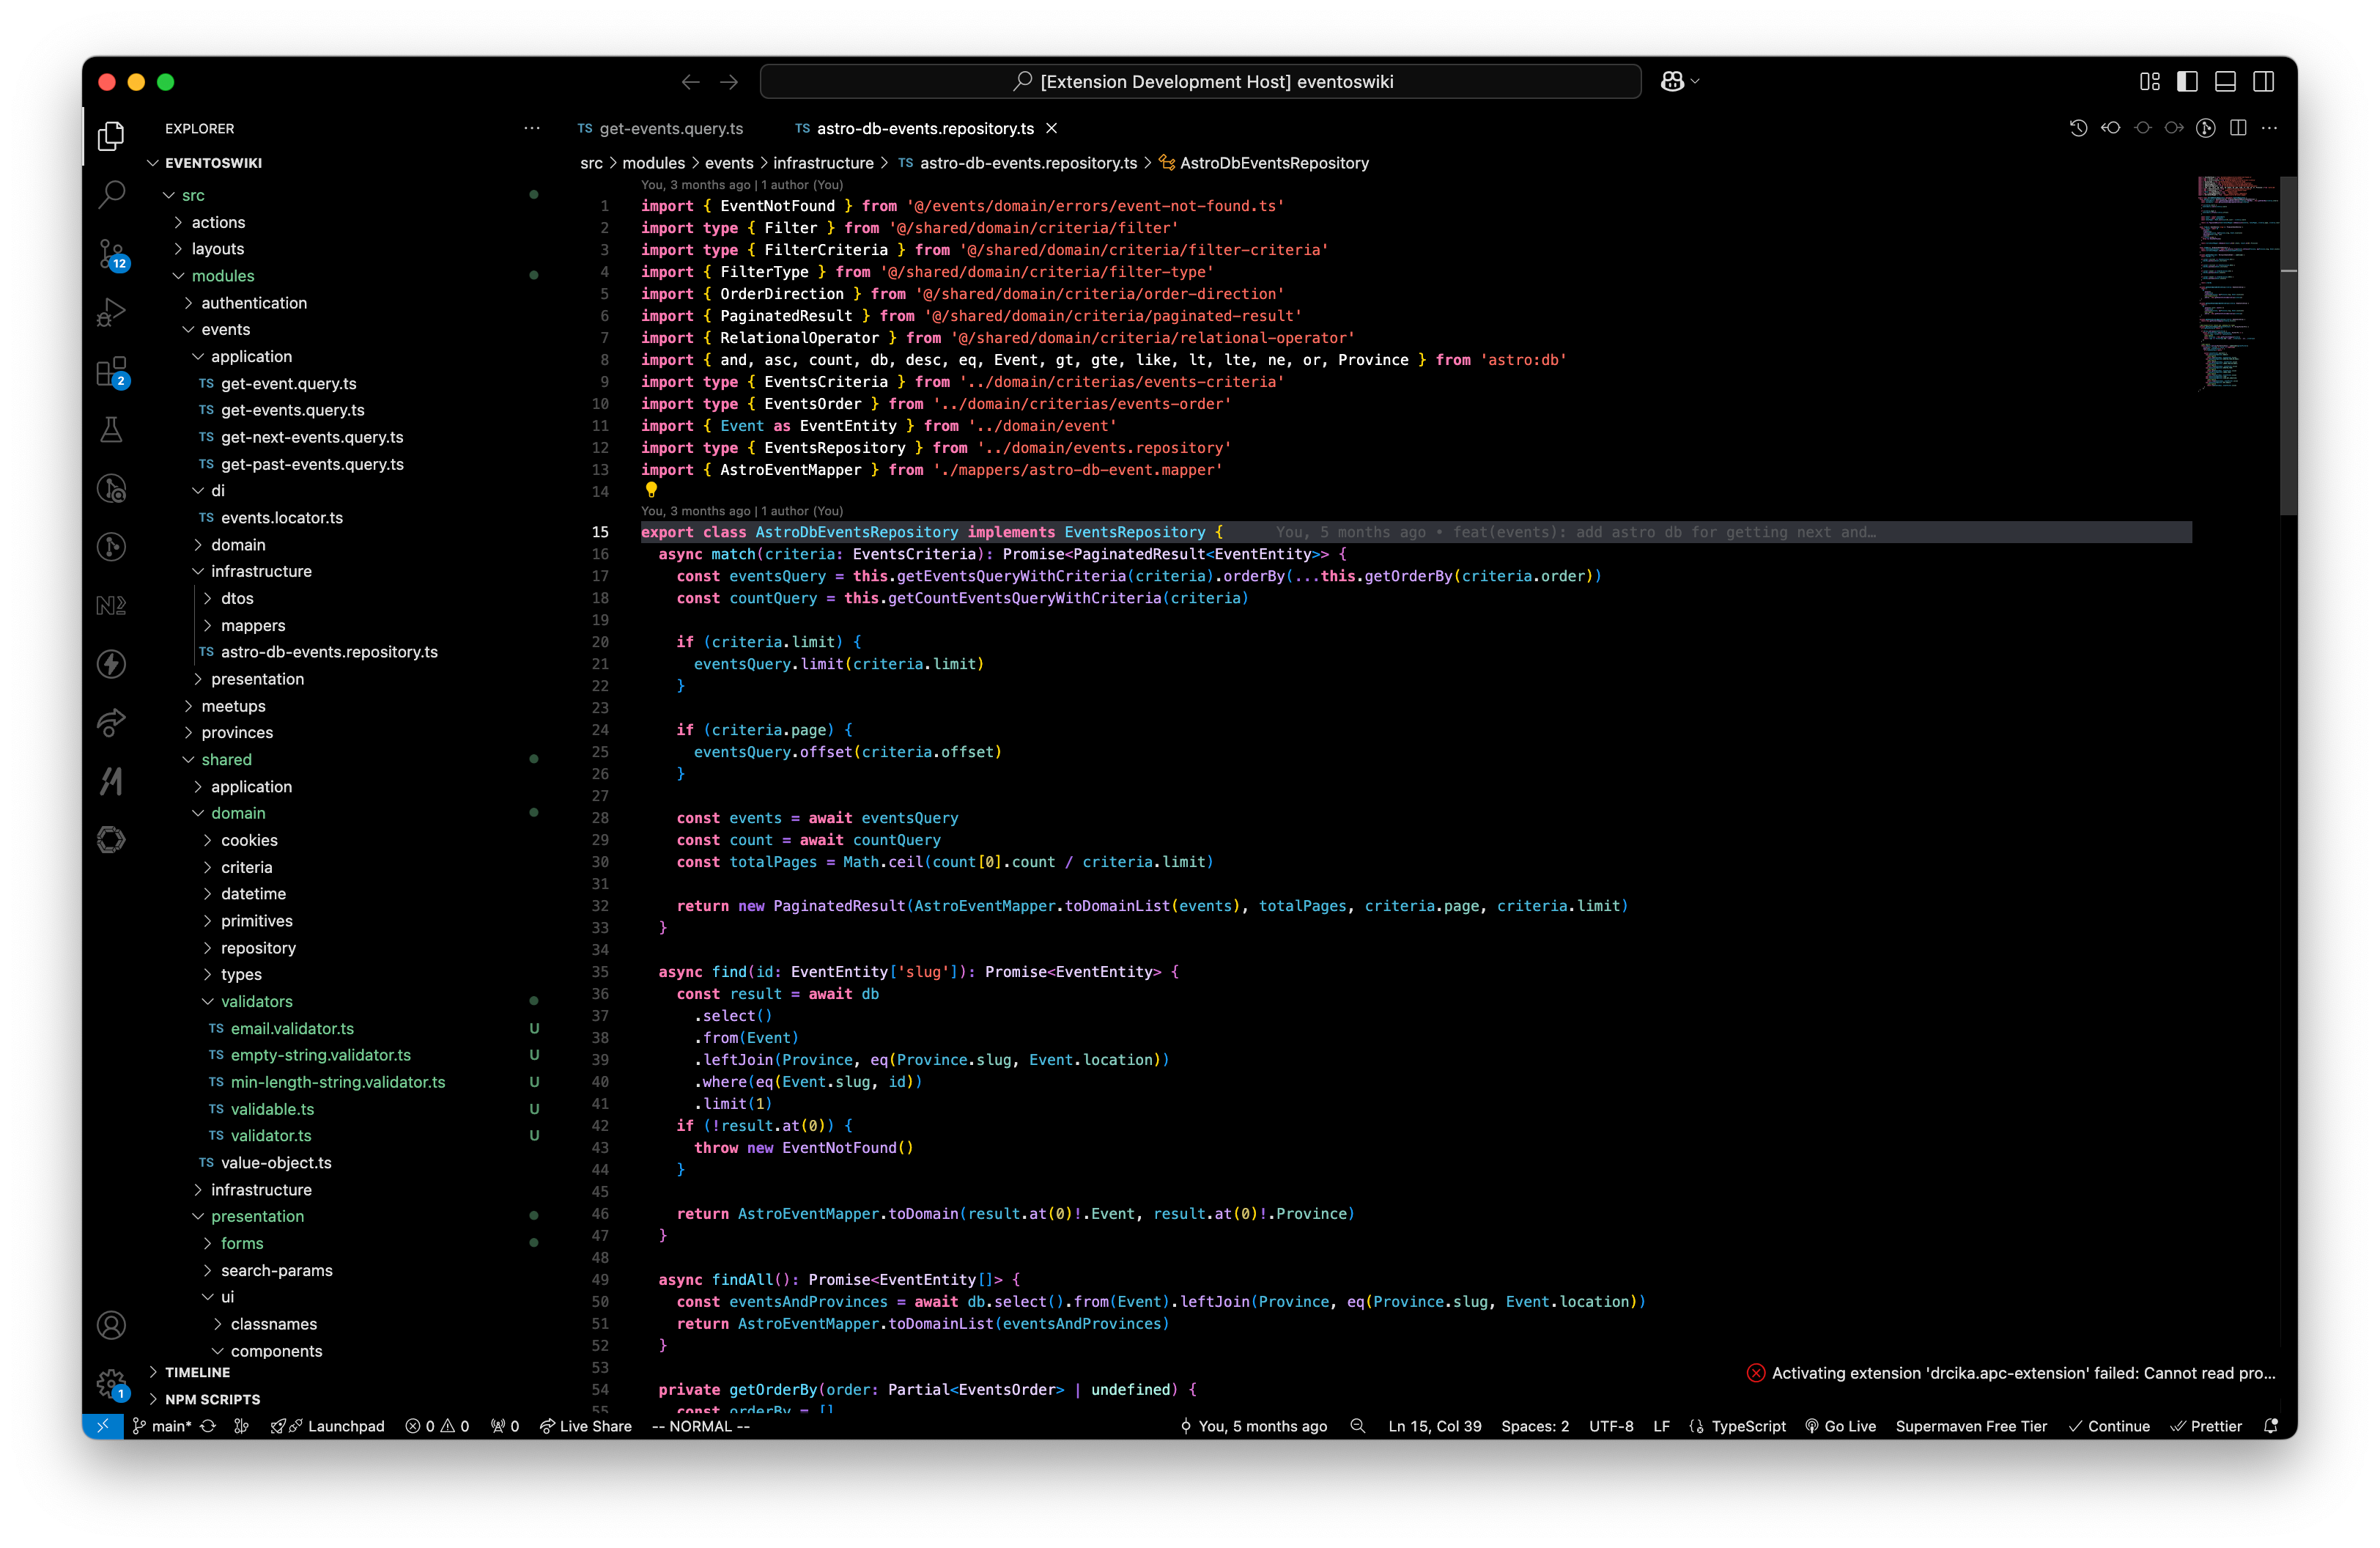 [Extension Development Host] eventoswiki
EXPLORER
EVENTOSWIKI
src
actions
layouts
modules
authentication
events
application
TS get-event.query.ts
TS get-events.query.ts
TS get-next-events.query.ts
TS get-past-events.query.ts
di
TS events.locator.ts
domain
infrastructure
dtos
mappers
TS astro-db-events.repository.ts
presentation
meetups
provinces
shared
application
domain
cookies
criteria
datetime
primitives
repository
types
validators
TS email.validator.ts U
TS empty-string.validator.ts U
TS min-length-string.validator.ts U
TS validable.ts U
TS validator.ts U
TS value-object.ts
infrastructure
presentation
forms
search-params
ui
classnames
components
TIMELINE
NPM SCRIPTS
12
2
1
TS get-events.query.ts TS astro-db-events.repository.ts
src > modules > events > infrastructure > TS astro-db-events.repository.ts > AstroDbEventsRepository
You, 3 months ago | 1 author (You)
1 import { EventNotFound } from '@/events/domain/errors/event-not-found.ts'
2 import type { Filter } from '@/shared/domain/criteria/filter'
3 import type { FilterCriteria } from '@/shared/domain/criteria/filter-criteria'
4 import { FilterType } from '@/shared/domain/criteria/filter-type'
5 import { OrderDirection } from '@/shared/domain/criteria/order-direction'
6 import { PaginatedResult } from '@/shared/domain/criteria/paginated-result'
7 import { RelationalOperator } from '@/shared/domain/criteria/relational-operator'
8 import { and, asc, count, db, desc, eq, Event, gt, gte, like, lt, lte, ne, or, Province } from 'astro:db'
9 import type { EventsCriteria } from '../domain/criterias/events-criteria'
10 import type { EventsOrder } from '../domain/criterias/events-order'
11 import { Event as EventEntity } from '../domain/event'
12 import type { EventsRepository } from '../domain/events.repository'
13 import { AstroEventMapper } from './mappers/astro-db-event.mapper'
14
You, 3 months ago | 1 author (You)
15 export class AstroDbEventsRepository implements EventsRepository { You, 5 months ago • feat(events): add astro db for getting next and…
16 async match(criteria: EventsCriteria): Promise<PaginatedResult<EventEntity>> {
17 const eventsQuery = this.getEventsQueryWithCriteria(criteria).orderBy(...this.getOrderBy(criteria.order))
18 const countQuery = this.getCountEventsQueryWithCriteria(criteria)
19
20 if (criteria.limit) {
21 eventsQuery.limit(criteria.limit)
22 }
23
24 if (criteria.page) {
25 eventsQuery.offset(criteria.offset)
26 }
27
28 const events = await eventsQuery
29 const count = await countQuery
30 const totalPages = Math.ceil(count[0].count / criteria.limit)
31
32 return new PaginatedResult(AstroEventMapper.toDomainList(events), totalPages, criteria.page, criteria.limit)
33 }
34
35 async find(id: EventEntity['slug']): Promise<EventEntity> {
36 const result = await db
37 .select()
38 .from(Event)
39 .leftJoin(Province, eq(Province.slug, Event.location))
40 .where(eq(Event.slug, id))
41 .limit(1)
42 if (!result.at(0)) {
43 throw new EventNotFound()
44 }
45
46 return AstroEventMapper.toDomain(result.at(0)!.Event, result.at(0)!.Province)
47 }
48
49 async findAll(): Promise<EventEntity[]> {
50 const eventsAndProvinces = await db.select().from(Event).leftJoin(Province, eq(Province.slug, Event.location))
51 return AstroEventMapper.toDomainList(eventsAndProvinces)
52 }
53
54 private getOrderBy(order: Partial<EventsOrder> | undefined) {
55 const orderBy = []
Activating extension 'drcika.apc-extension' failed: Cannot read pro...
main* Launchpad 0 0 0 Live Share -- NORMAL -- You, 5 months ago Ln 15, Col 39 Spaces: 2 UTF-8 LF TypeScript Go Live Supermaven Free Tier Continue Prettier